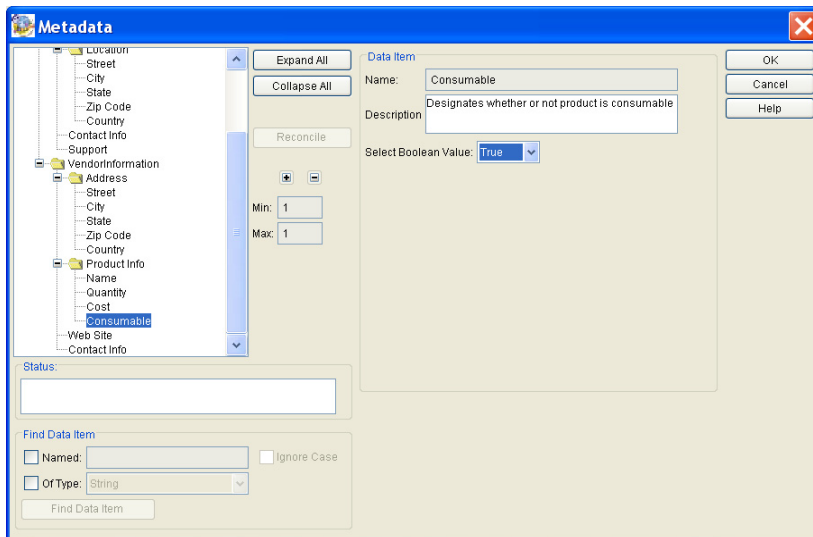 Metadata
Location
Street
City
State
Zip Code
Country
Contact Info
Support
VendorInformation
Address
Street
City
State
Zip Code
Country
Product Info
Name
Quantity
Cost
Consumable
Web Site
Contact Info
Expand All
Collapse All
Reconcile
Min: 1
Max: 1
Data Item
Name: Consumable
Description Designates whether or not product is consumable
Select Boolean Value: True
OK
Cancel
Help
Status:
Find Data Item
Named: Ignore Case
Of Type: String
Find Data Item